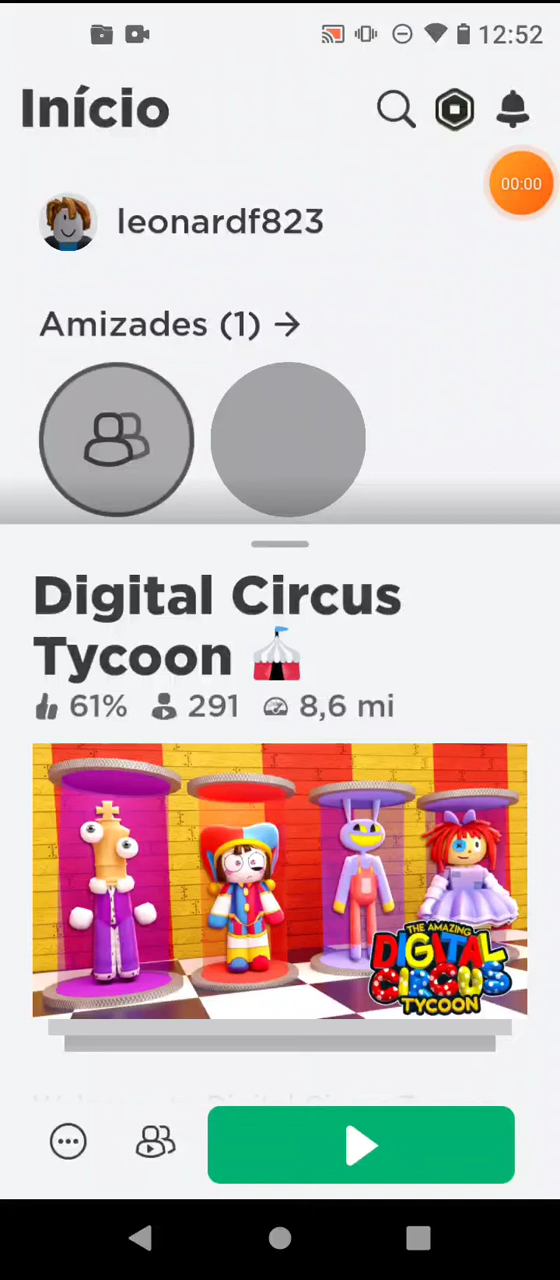 12:52
Início
00:00
leonardf823
Amizades (1) →
Digital Circus
Tycoon
61% 291 8,6 mi
THE AMAZING
DIGITAL
CIRCUS
TYCOON